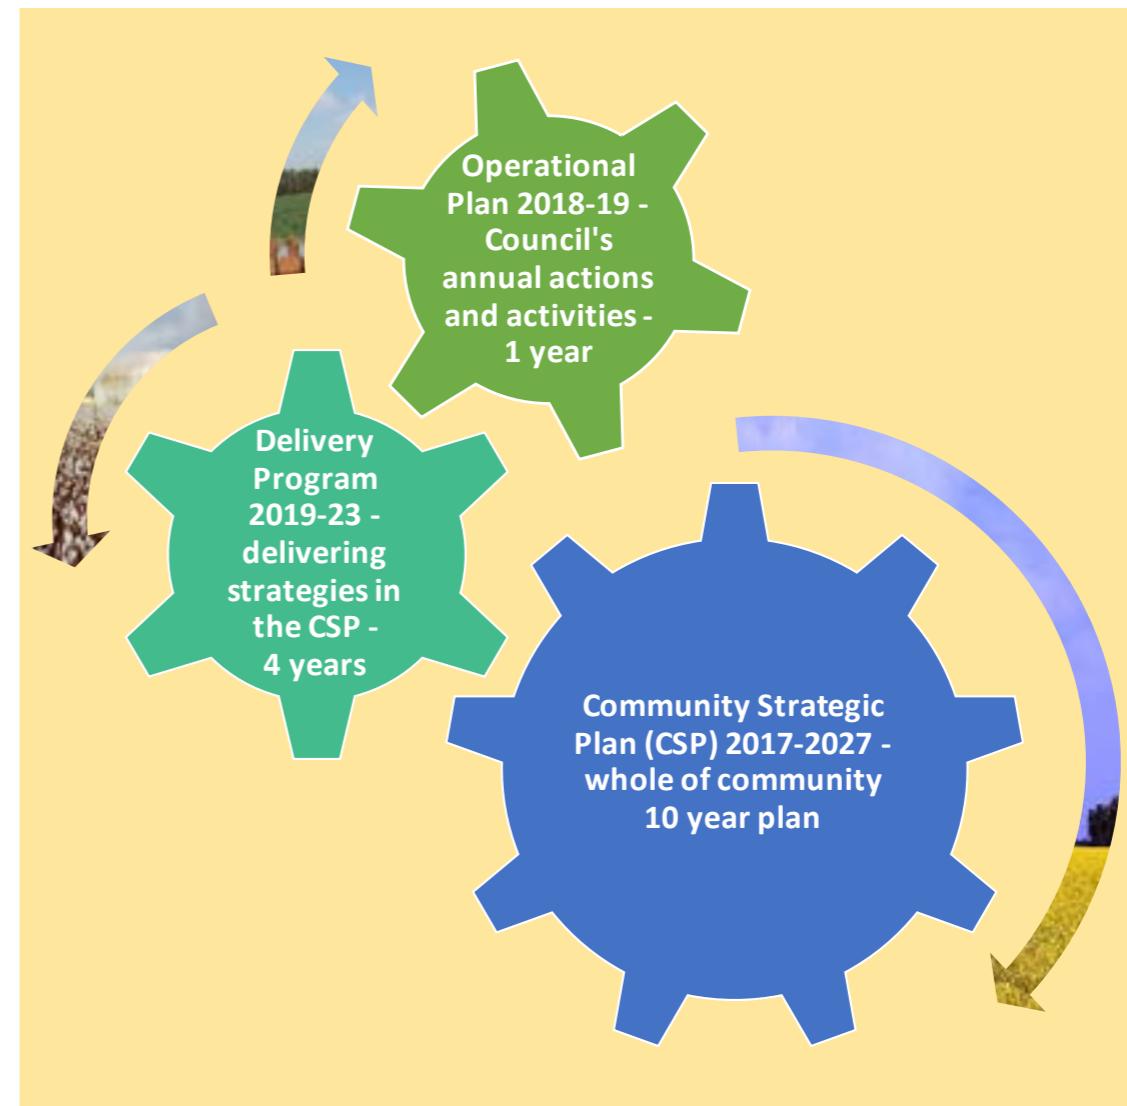 Operational
Plan 2018-19 -
Council's
annual actions
and activities -
1 year
Delivery
Program
2019-23 -
delivering
strategies in
the CSP -
4 years
Community Strategic
Plan (CSP) 2017-2027 -
whole of community
10 year plan